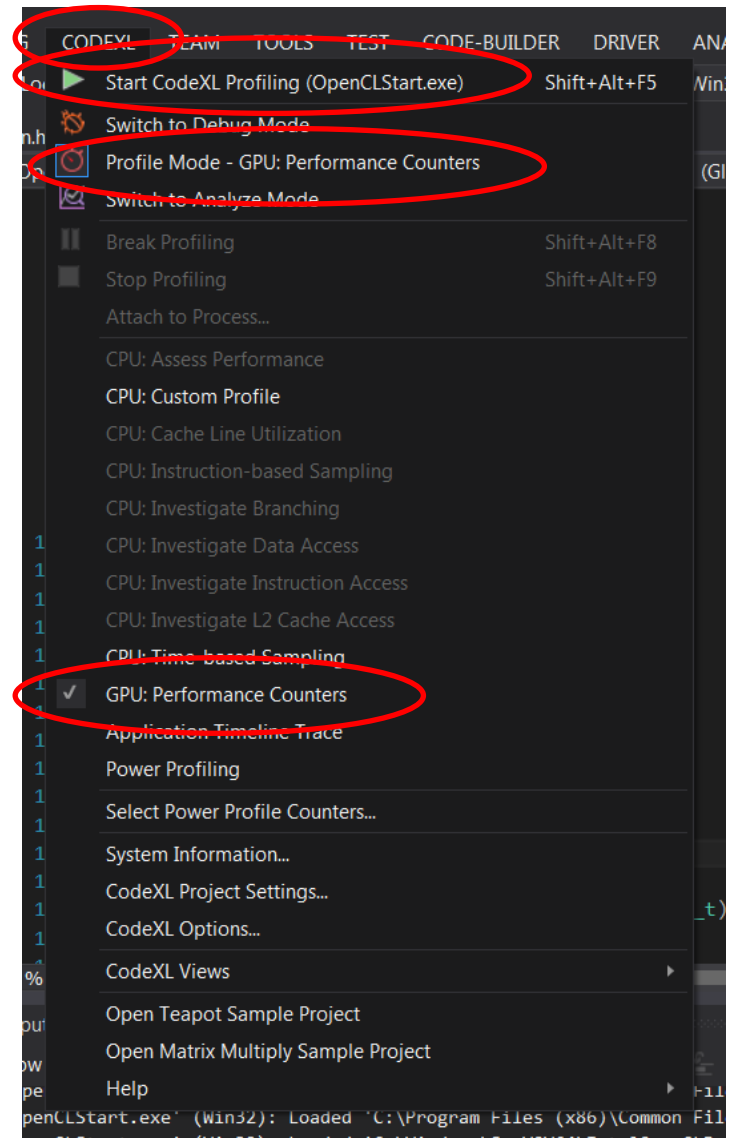 CODEXL TEAM TOOLS TEST CODE-BUILDER DRIVER ANA
Start CodeXL Profiling (OpenCLStart.exe) Shift+Alt+F5
Switch to Debug Mode
n.h
Profile Mode - GPU: Performance Counters
(Gl
Switch to Analyze Mode
Break Profiling Shift+Alt+F8
Stop Profiling Shift+Alt+F9
Attach to Process...
CPU: Assess Performance
CPU: Custom Profile
CPU: Cache Line Utilization
CPU: Instruction-based Sampling
CPU: Investigate Branching
CPU: Investigate Data Access
CPU: Investigate Instruction Access
CPU: Investigate L2 Cache Access
CPU: Time-based Sampling
GPU: Performance Counters
Application Timeline Trace
Power Profiling
Select Power Profile Counters...
System Information...
CodeXL Project Settings...
CodeXL Options...
_t)
CodeXL Views
%
Open Teapot Sample Project
Open Matrix Multiply Sample Project
Help
penCLStart.exe' (Win32): Loaded 'C:\Program Files (x86)\Common Fil